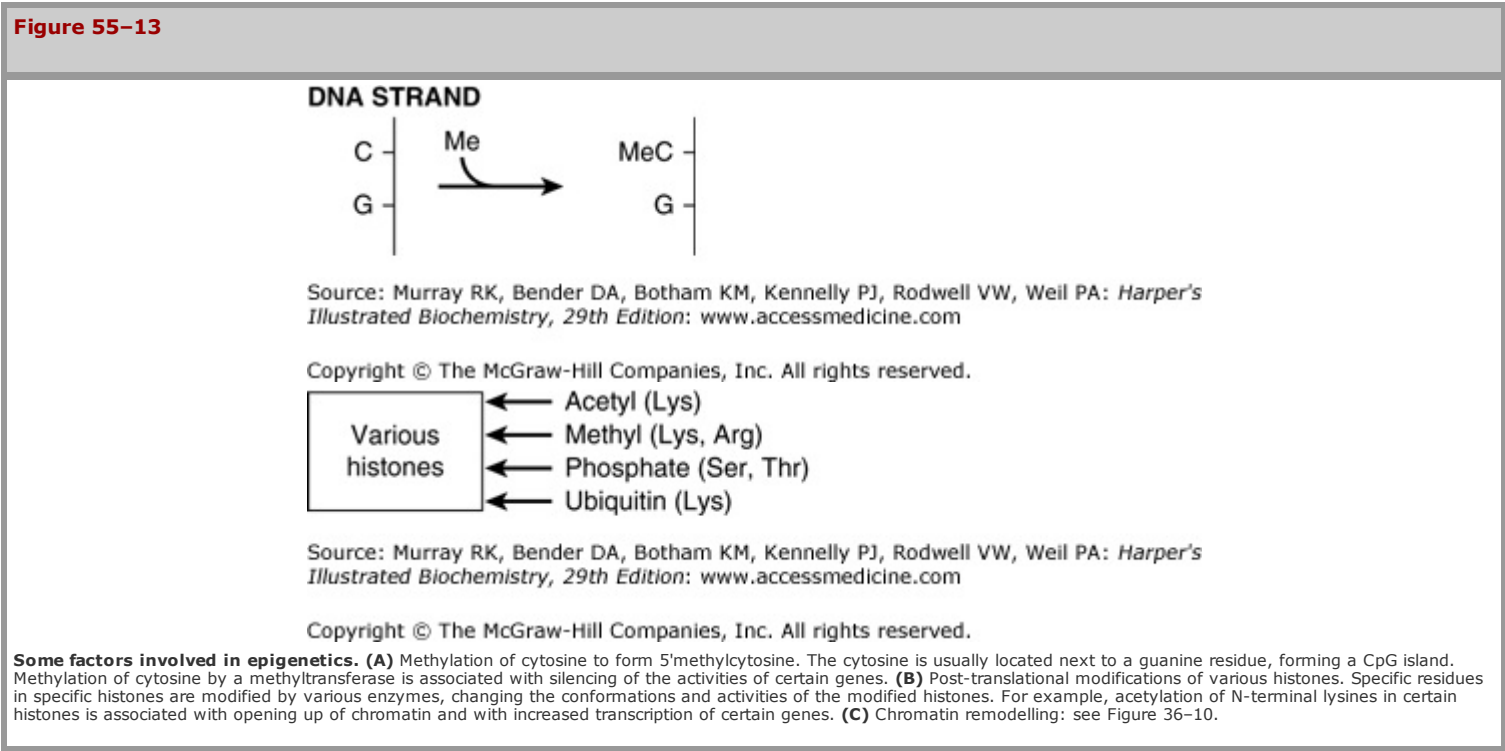 Figure 55–13
DNA STRAND
C Me MeC
G G
Source: Murray RK, Bender DA, Botham KM, Kennelly PJ, Rodwell VW, Weil PA: Harper's
Illustrated Biochemistry, 29th Edition: www.accessmedicine.com
Copyright © The McGraw-Hill Companies, Inc. All rights reserved.
Acetyl (Lys)
Various Methyl (Lys, Arg)
histones Phosphate (Ser, Thr)
Ubiquitin (Lys)
Source: Murray RK, Bender DA, Botham KM, Kennelly PJ, Rodwell VW, Weil PA: Harper's
Illustrated Biochemistry, 29th Edition: www.accessmedicine.com
Copyright © The McGraw-Hill Companies, Inc. All rights reserved.
Some factors involved in epigenetics. (A) Methylation of cytosine to form 5'methylcytosine. The cytosine is usually located next to a guanine residue, forming a CpG island.
Methylation of cytosine by a methyltransferase is associated with silencing of the activities of certain genes. (B) Post-translational modifications of various histones. Specific residues
in specific histones are modified by various enzymes, changing the conformations and activities of the modified histones. For example, acetylation of N-terminal lysines in certain
histones is associated with opening up of chromatin and with increased transcription of certain genes. (C) Chromatin remodelling: see Figure 36–10.